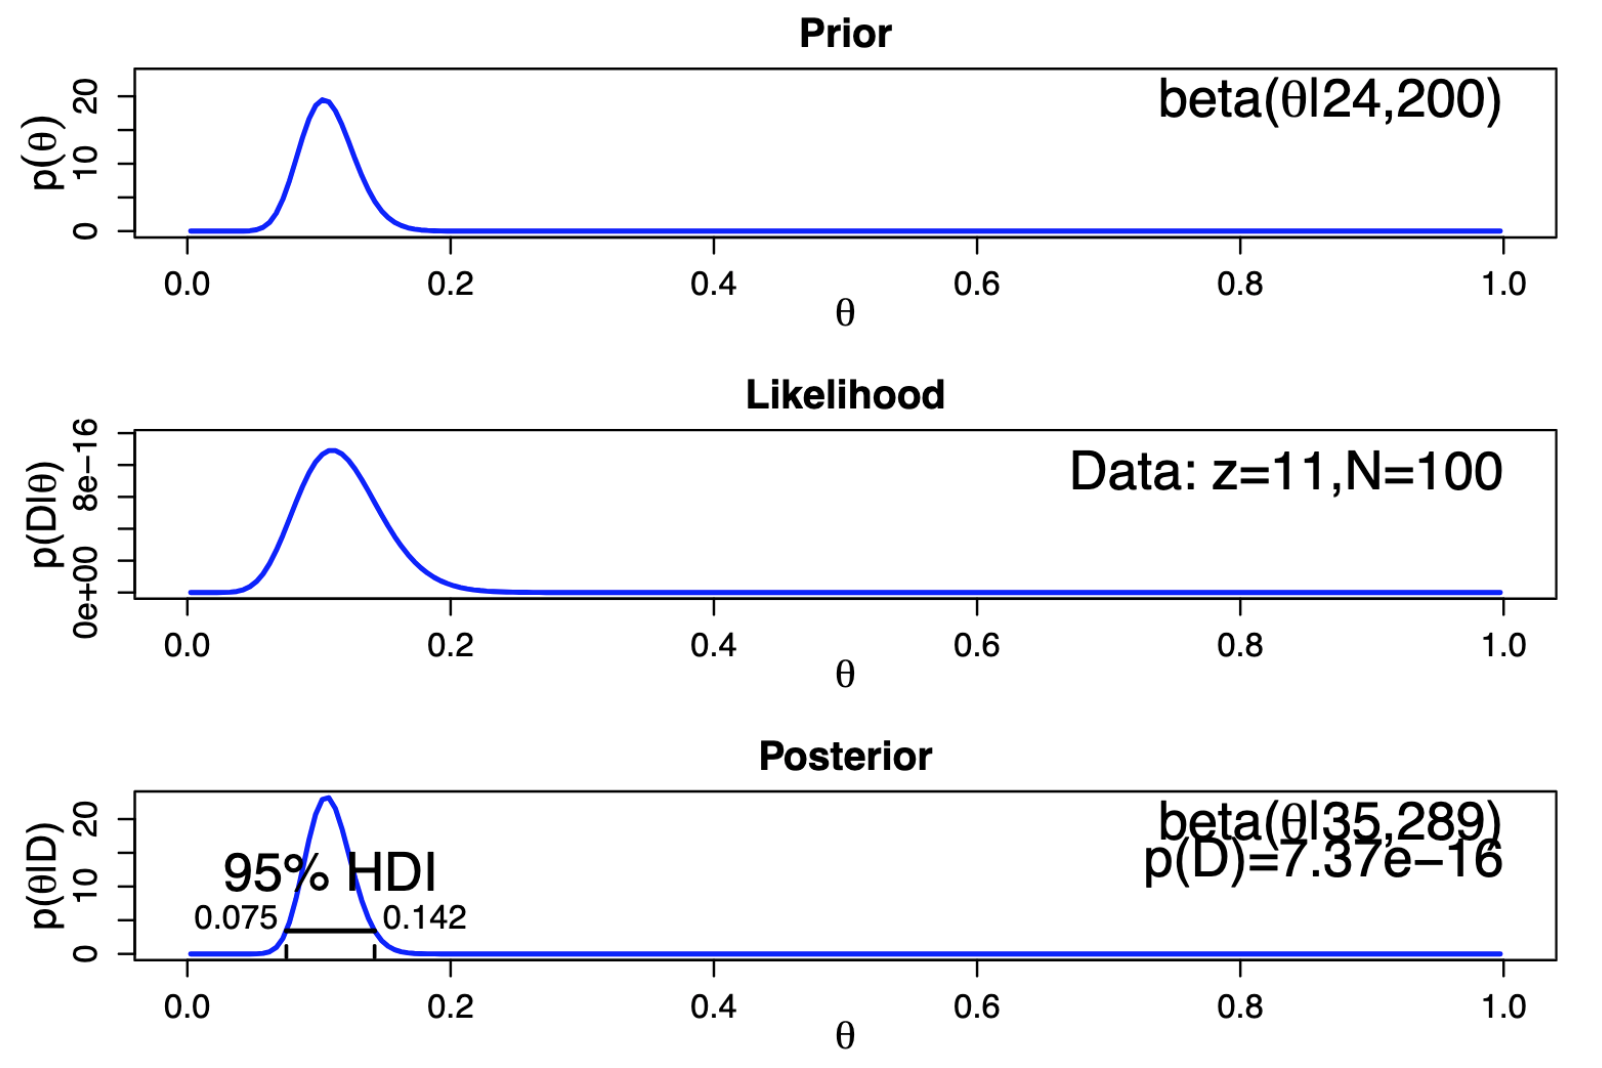 Prior
beta(θ|24,200)
p(θ)
0 10 20
0.0 0.2 0.4 0.6 0.8 1.0
θ
Likelihood
Data: z=11,N=100
p(D|θ)
0e+00 8e−16
0.0 0.2 0.4 0.6 0.8 1.0
θ
Posterior
beta(θ|35,289)
p(D)=7.37e−16
95% HDI
0.075 0.142
p(θ|D)
0 10 20
0.0 0.2 0.4 0.6 0.8 1.0
θ